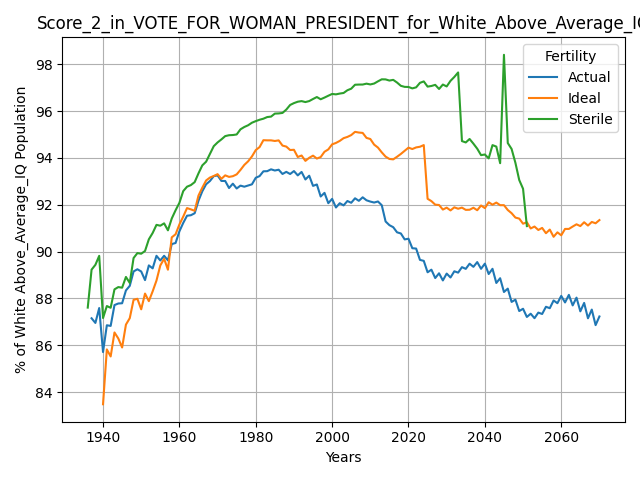 Score_2_in_VOTE_FOR_WOMAN_PRESIDENT_for_White_Above_Average_IQ
% of White Above_Average_IQ Population
98
96
94
92
90
88
86
84
Fertility
Actual
Ideal
Sterile
1940 1960 1980 2000 2020 2040 2060
Years